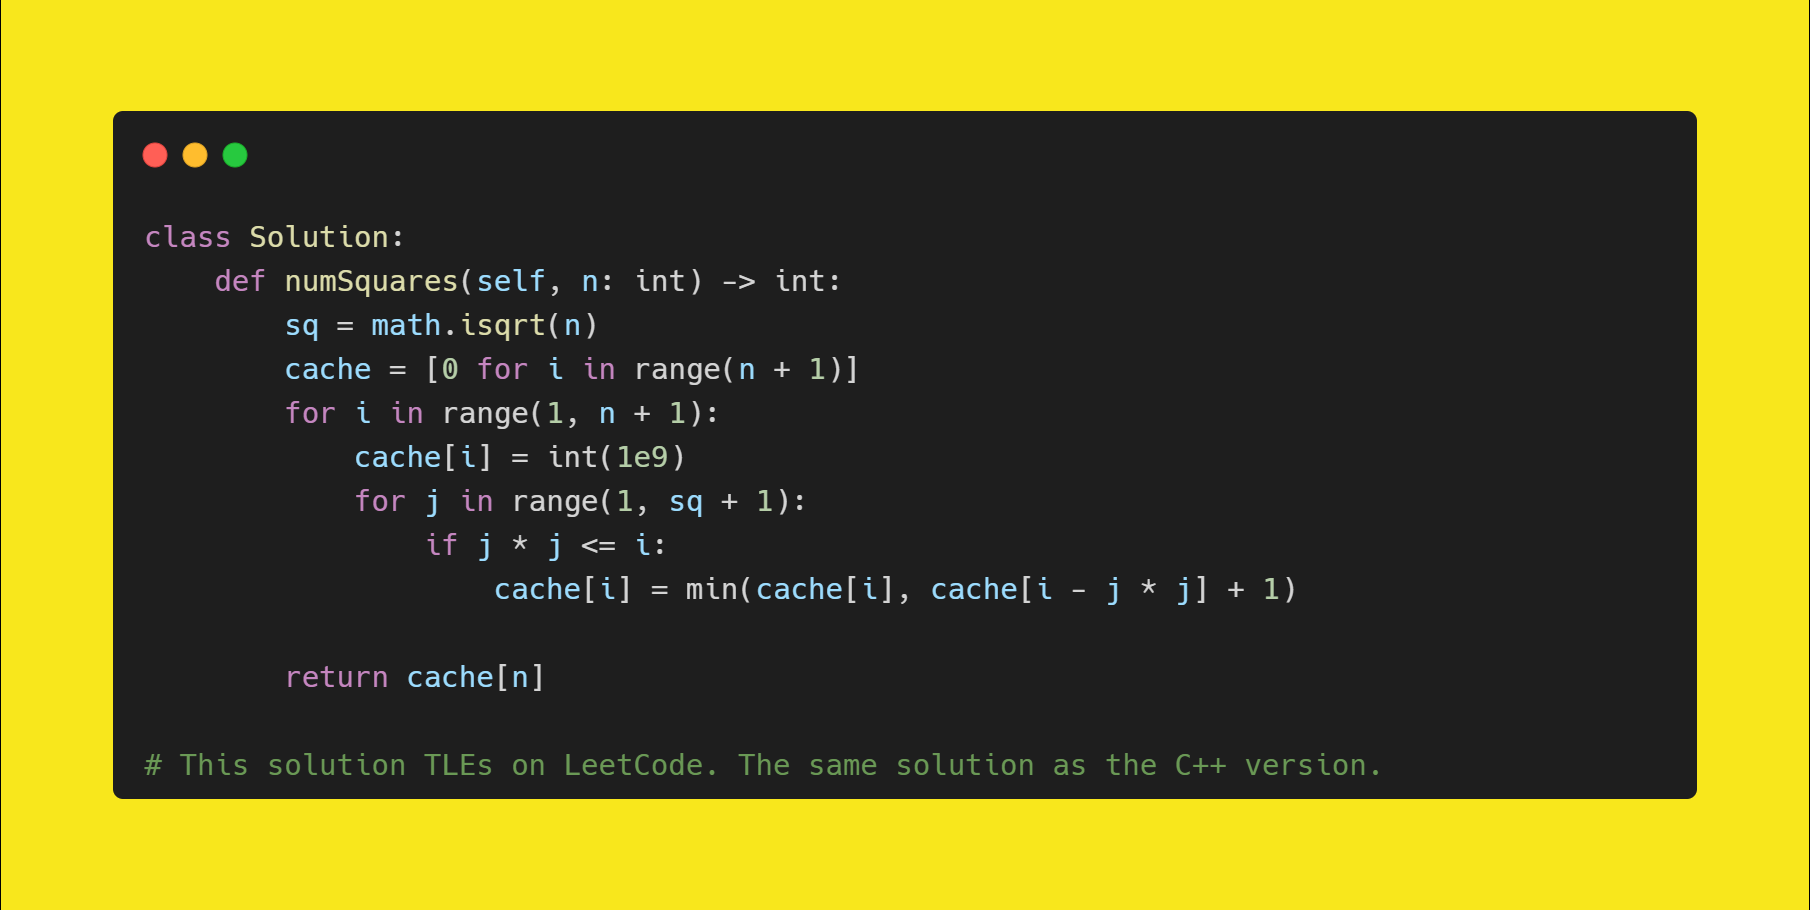 class Solution:
    def numSquares(self, n: int) -> int:
        sq = math.isqrt(n)
        cache = [0 for i in range(n + 1)]
        for i in range(1, n + 1):
            cache[i] = int(1e9)
            for j in range(1, sq + 1):
                if j * j <= i:
                    cache[i] = min(cache[i], cache[i - j * j] + 1)
        return cache[n]
# This solution TLEs on LeetCode. The same solution as the C++ version.